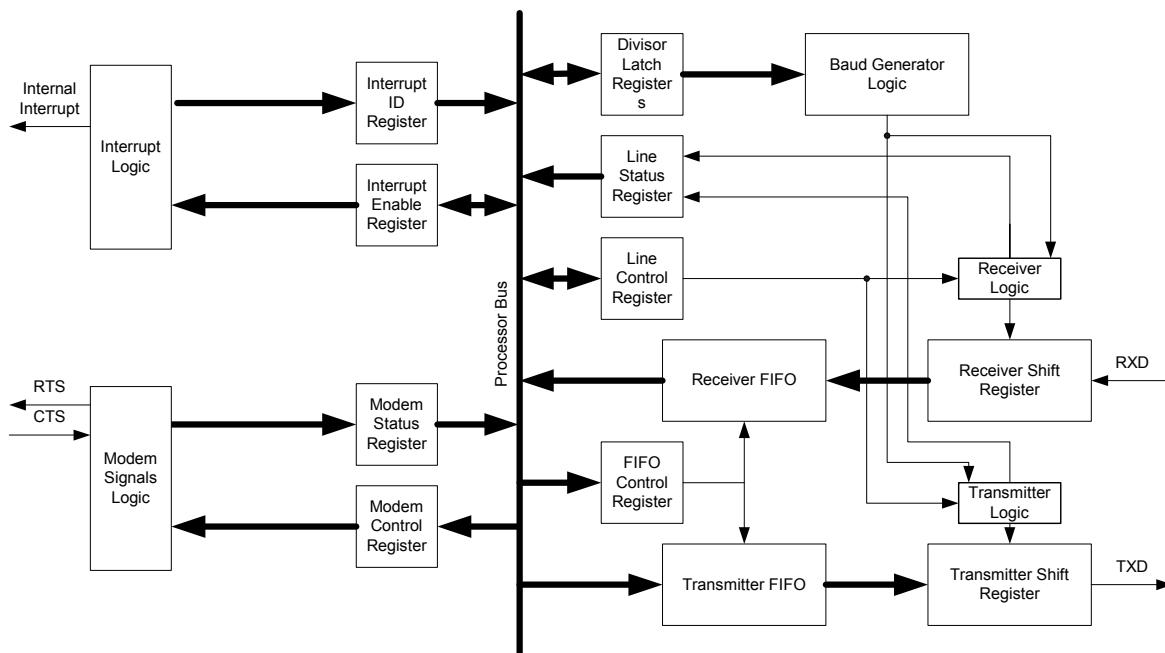 Internal
Interrupt
Interrupt
Logic
Interrupt
ID
Register
Interrupt
Enable
Register
RTS
CTS
Modem
Signals
Logic
Modem
Status
Register
Modem
Control
Register
Processor Bus
Divisor
Latch
Register
s
Baud Generator
Logic
Line
Status
Register
Line
Control
Register
Receiver
Logic
Receiver FIFO
Receiver Shift
Register
RXD
FIFO
Control
Register
Transmitter
Logic
Transmitter FIFO
Transmitter Shift
Register
TXD